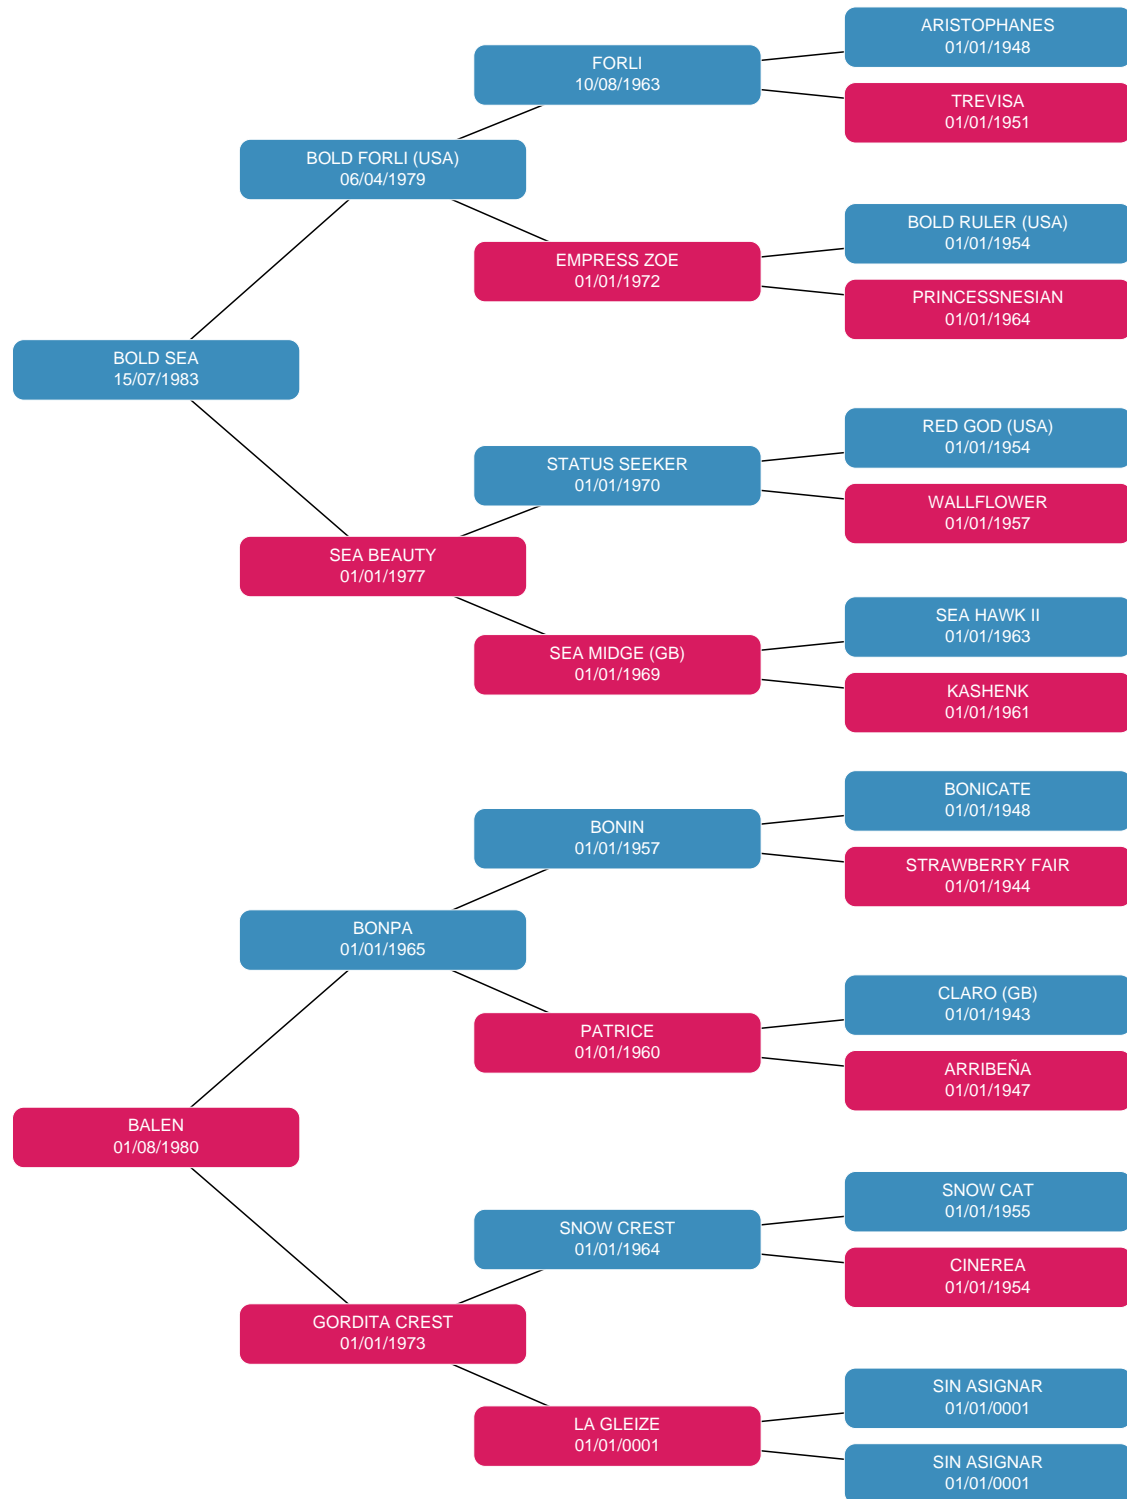 ARISTOPHANES
01/01/1948
FORLI
10/08/1963
TREVISA
01/01/1951
BOLD FORLI (USA)
06/04/1979
BOLD RULER (USA)
01/01/1954
EMPRESS ZOE
01/01/1972
PRINCESSNESIAN
01/01/1964
BOLD SEA
15/07/1983
RED GOD (USA)
01/01/1954
STATUS SEEKER
01/01/1970
WALLFLOWER
01/01/1957
SEA BEAUTY
01/01/1977
SEA HAWK II
01/01/1963
SEA MIDGE (GB)
01/01/1969
KASHENK
01/01/1961
BONICATE
01/01/1948
BONIN
01/01/1957
STRAWBERRY FAIR
01/01/1944
BONPA
01/01/1965
CLARO (GB)
01/01/1943
PATRICE
01/01/1960
ARRIBEÑA
01/01/1947
BALEN
01/08/1980
SNOW CAT
01/01/1955
SNOW CREST
01/01/1964
CINEREA
01/01/1954
GORDITA CREST
01/01/1973
SIN ASIGNAR
01/01/0001
LA GLEIZE
01/01/0001
SIN ASIGNAR
01/01/0001